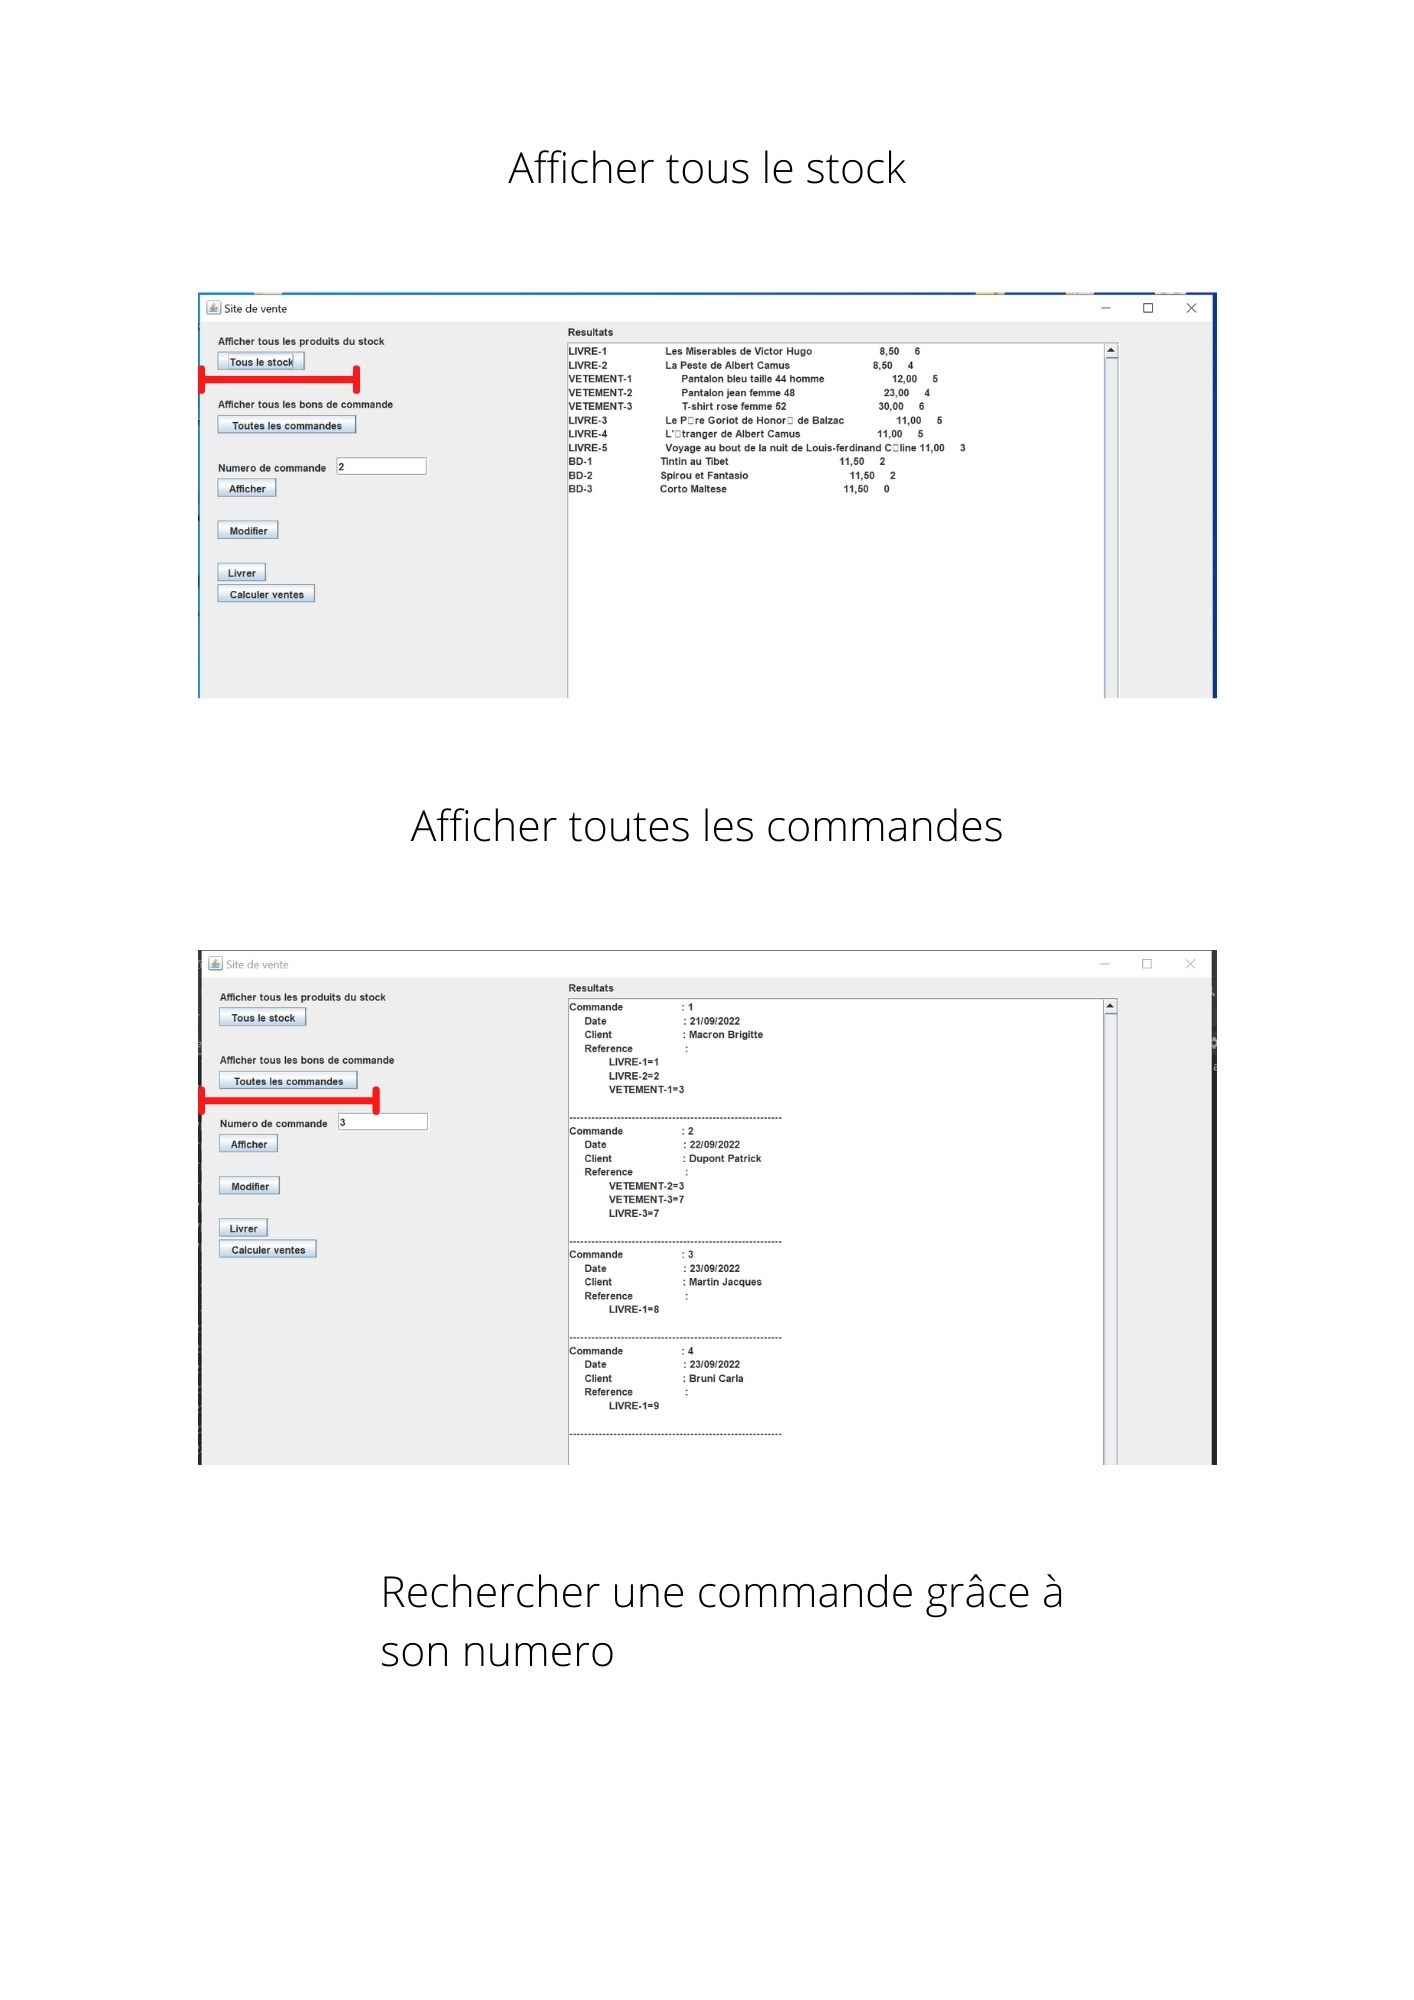 Afficher tous le stock
Site de vente
Afficher tous les produits du stock
Tous le stock
Afficher tous les bons de commande
Toutes les commandes
Numero de commande 2
Afficher
Modifier
Livrer
Calculer ventes
Resultats
LIVRE-1 Les Miserables de Victor Hugo 8,50 6
LIVRE-2 La Peste de Albert Camus 8,50 4
VETEMENT-1 Pantalon bleu taille 44 homme 12,00 5
VETEMENT-2 Pantalon jean femme 48 23,00 4
VETEMENT-3 T-shirt rose femme 52 30,00 6
LIVRE-3 Le P□re Goriot de Honor□ de Balzac 11,00 5
LIVRE-4 L'□tranger de Albert Camus 11,00 5
LIVRE-5 Voyage au bout de la nuit de Louis-ferdinand C□line 11,00 3
BD-1 Tintin au Tibet 11,50 2
BD-2 Spirou et Fantasio 11,50 2
BD-3 Corto Maltese 11,50 0
Afficher toutes les commandes
Site de vente
Afficher tous les produits du stock
Tous le stock
Afficher tous les bons de commande
Toutes les commandes
Numero de commande 3
Afficher
Modifier
Livrer
Calculer ventes
Resultats
Commande : 1
Date : 21/09/2022
Client : Macron Brigitte
Reference :
LIVRE-1=1
LIVRE-2=2
VETEMENT-1=3
----------------------------------------------------------
Commande : 2
Date : 22/09/2022
Client : Dupont Patrick
Reference :
VETEMENT-2=3
VETEMENT-3=7
LIVRE-3=7
----------------------------------------------------------
Commande : 3
Date : 23/09/2022
Client : Martin Jacques
Reference :
LIVRE-1=8
----------------------------------------------------------
Commande : 4
Date : 23/09/2022
Client : Bruni Carla
Reference :
LIVRE-1=9
----------------------------------------------------------
Rechercher une commande grâce à
son numero